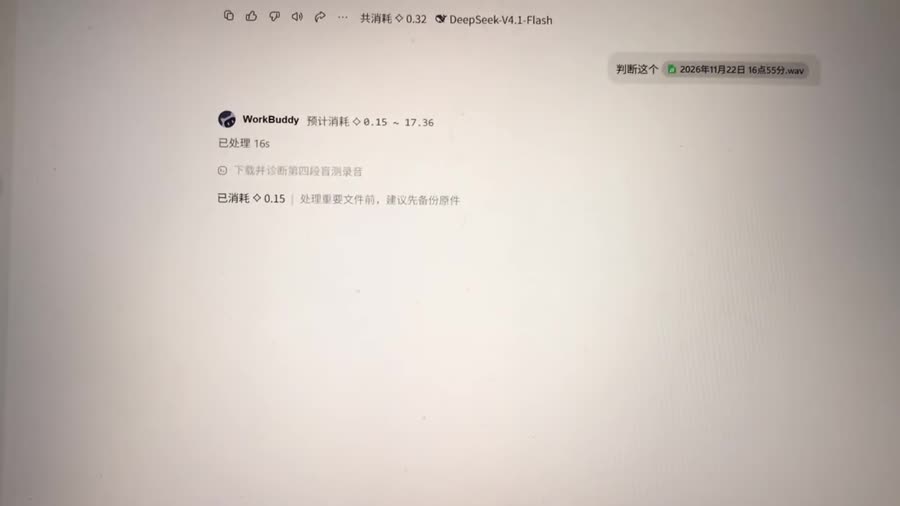 共消耗 0.32 DeepSeek-V4.1-Flash
判断这个 2026年11月22日 16点55分.wav
WorkBuddy 预计消耗 0.15 ~ 17.36
已处理 16s
下载并诊断第四段盲测录音
已消耗 0.15 | 处理重要文件前，建议先备份原件